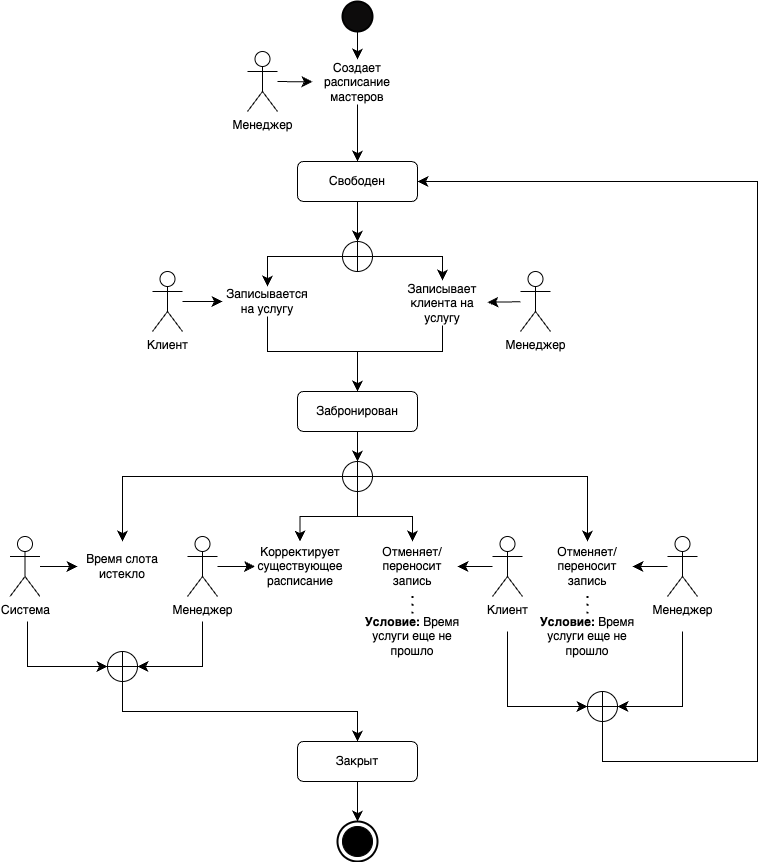 Создает
расписание
мастеров
Менеджер
Свободен
Записывается
на услугу
Записывает
клиента на
услугу
Клиент
Менеджер
Забронирован
Время слота
истекло
Корректирует
существующее
расписание
Отменяет/
переносит
запись
Отменяет/
переносит
запись
Система
Менеджер
Клиент
Менеджер
Условие: Время
услуги еще не
прошло
Условие: Время
услуги еще не
прошло
Закрыт